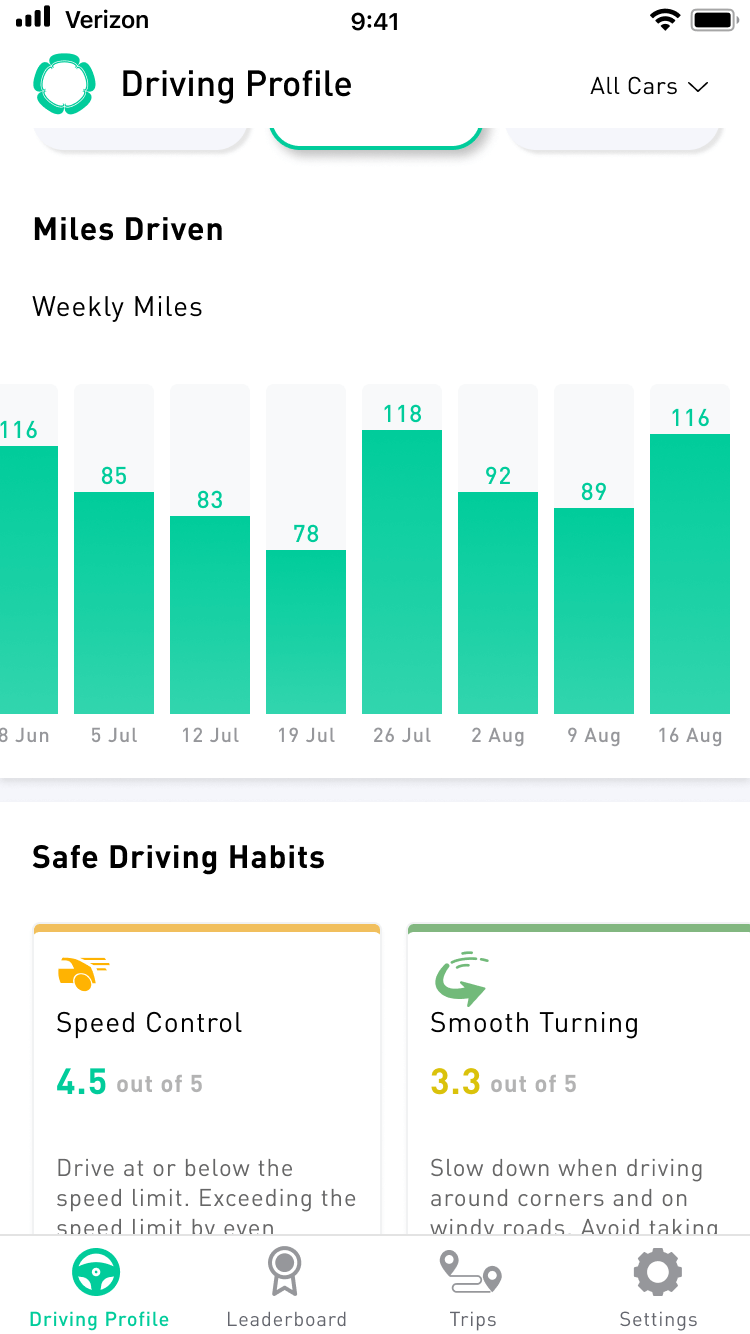 Verizon 9:41
Driving Profile All Cars
Miles Driven
Weekly Miles
116 85 83 78 118 92 89 116
8 Jun 5 Jul 12 Jul 19 Jul 26 Jul 2 Aug 9 Aug 16 Aug
Safe Driving Habits
Speed Control
4.5 out of 5
Drive at or below the
speed limit. Exceeding the
speed limit by even
Smooth Turning
3.3 out of 5
Slow down when driving
around corners and on
windy roads. Avoid taking
Driving Profile Leaderboard Trips Settings